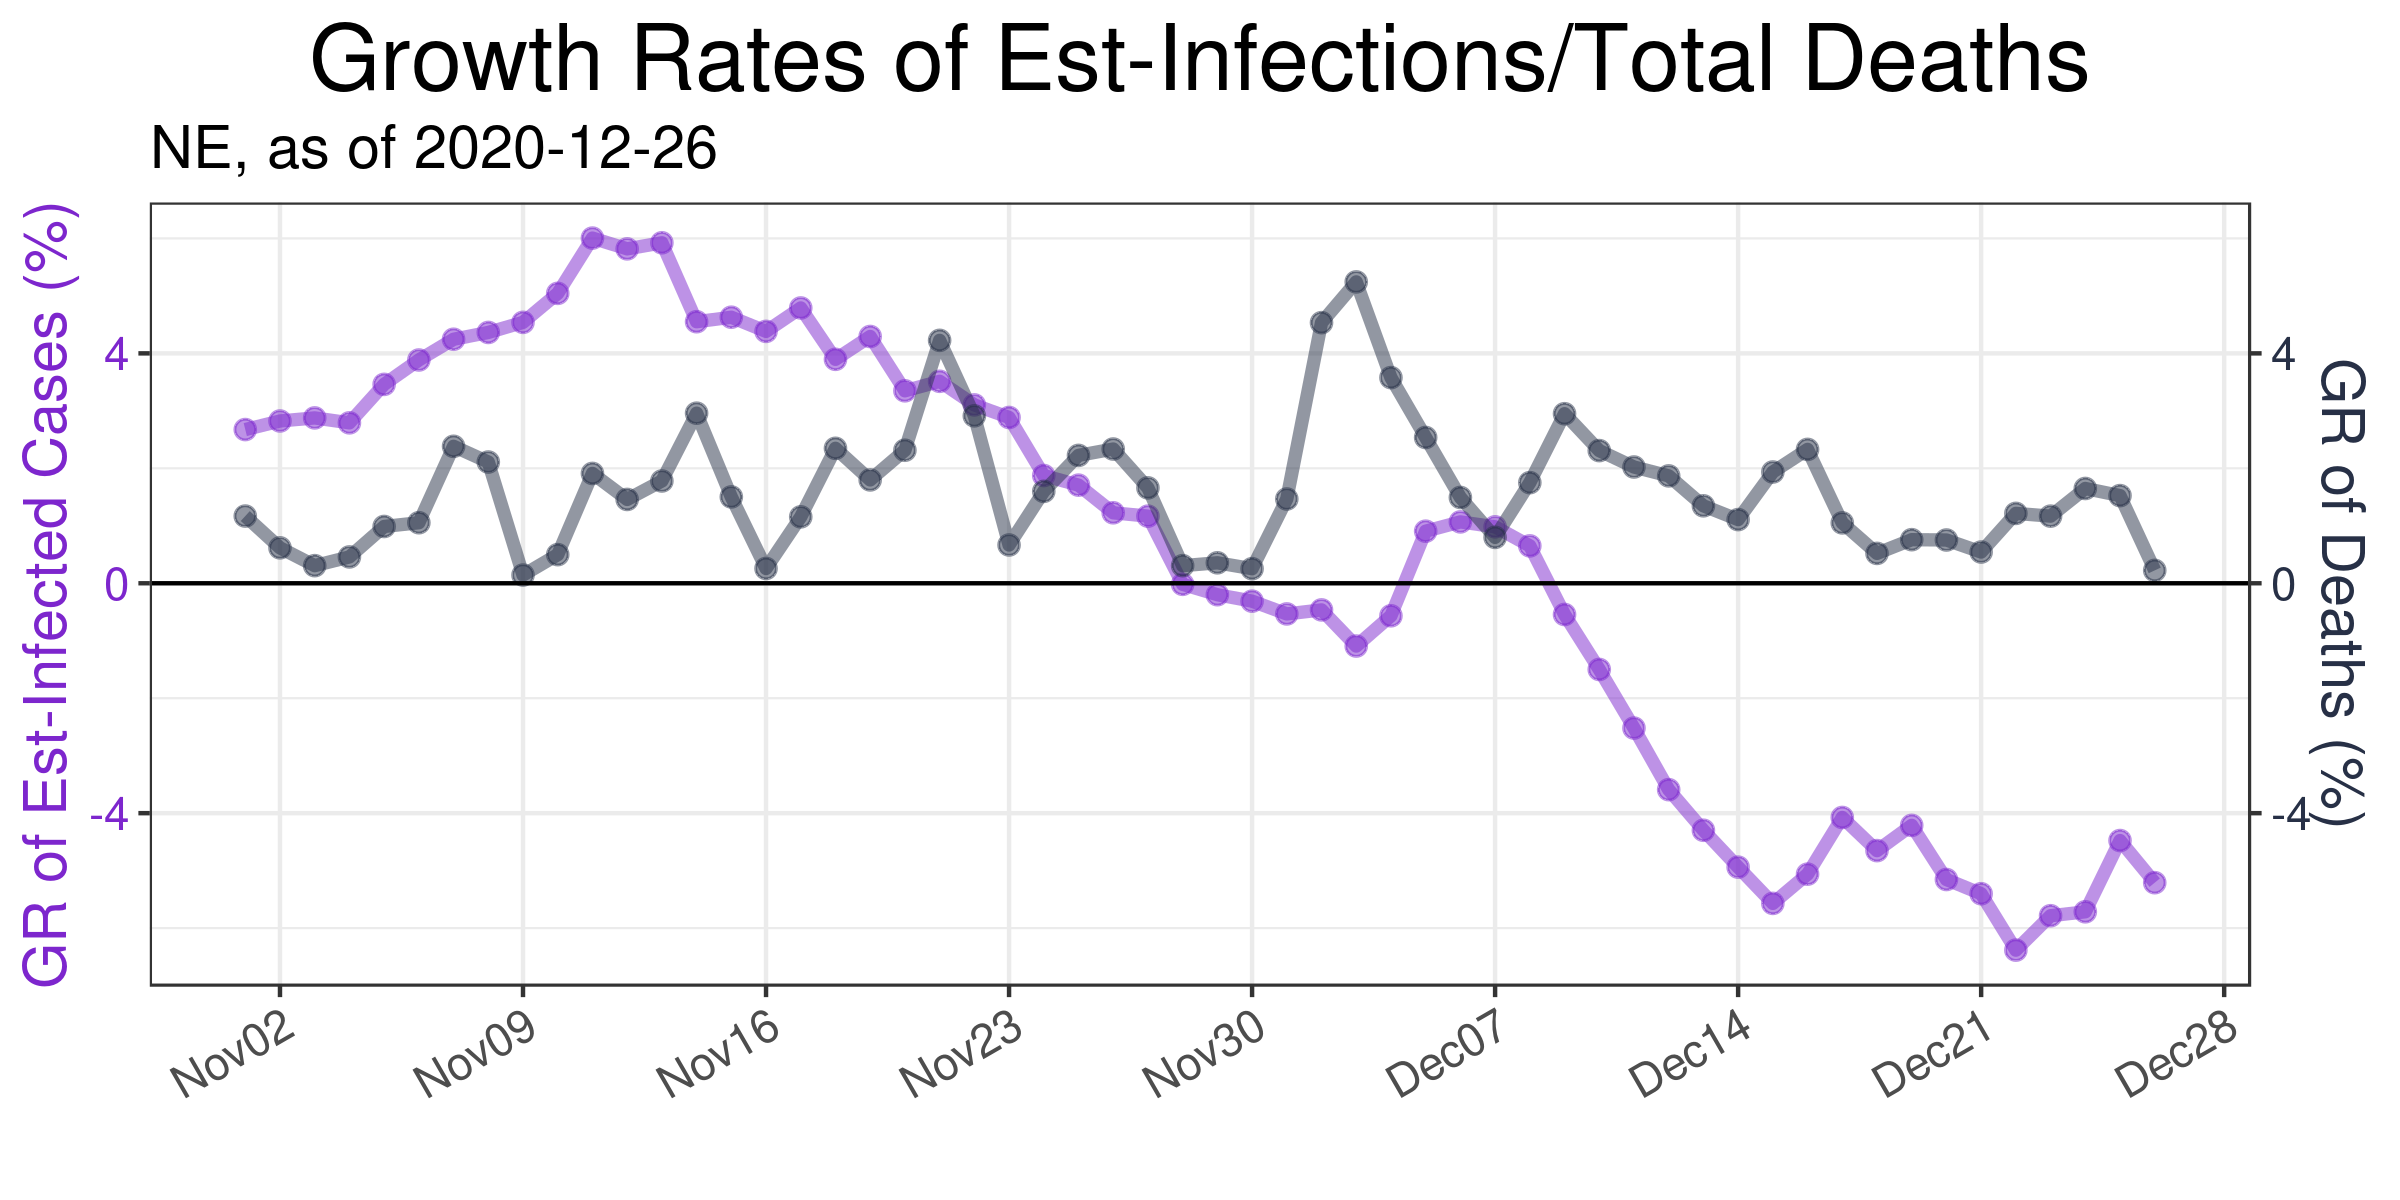 Growth Rates of Est-Infections/Total Deaths
NE, as of 2020-12-26
GR of Est-Infected Cases (%)
4
0
-4
4
0
-4
GR of Deaths (%)
Nov02
Nov09
Nov16
Nov23
Nov30
Dec07
Dec14
Dec21
Dec28